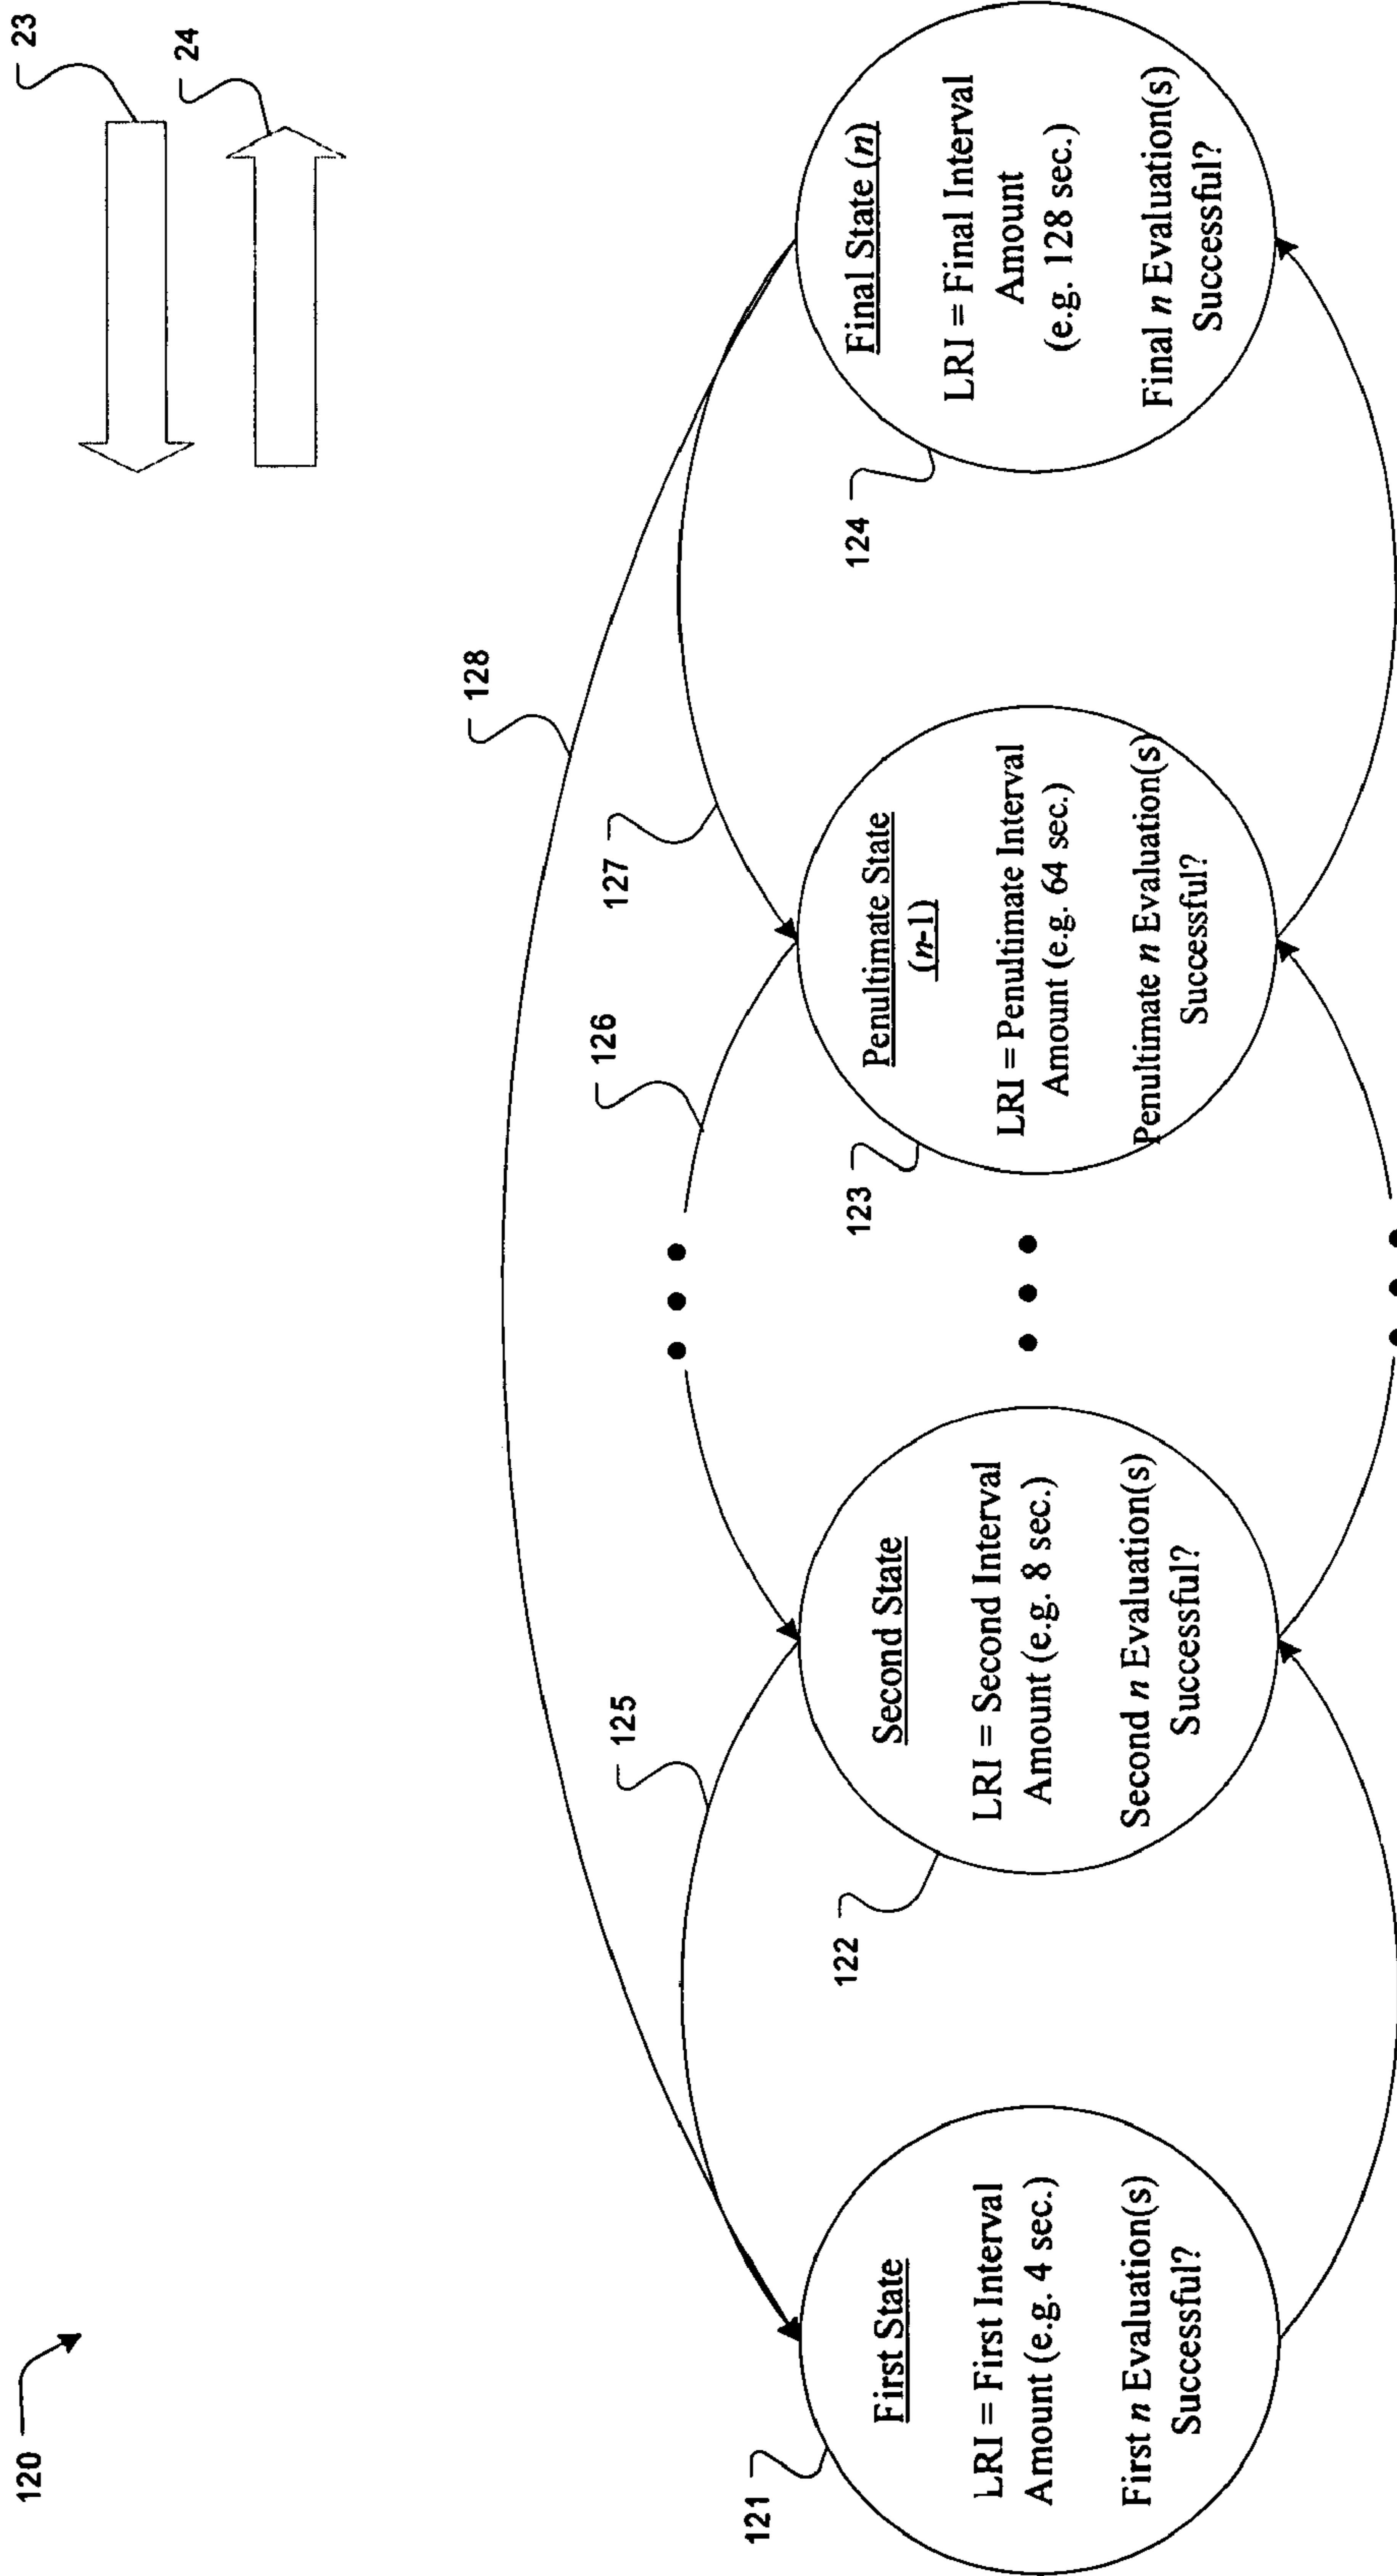 120
23
24
128
127
126
125
124
Final State (n)
LRI = Final Interval
Amount
(e.g. 128 sec.)
Final n Evaluation(s)
Successful?
123
Penultimate State
(n-1)
LRI = Penultimate Interval
Amount (e.g. 64 sec.)
Penultimate n Evaluation(s)
Successful?
122
Second State
LRI = Second Interval
Amount (e.g. 8 sec.)
Second n Evaluation(s)
Successful?
121
First State
LRI = First Interval
Amount (e.g. 4 sec.)
First n Evaluation(s)
Successful?